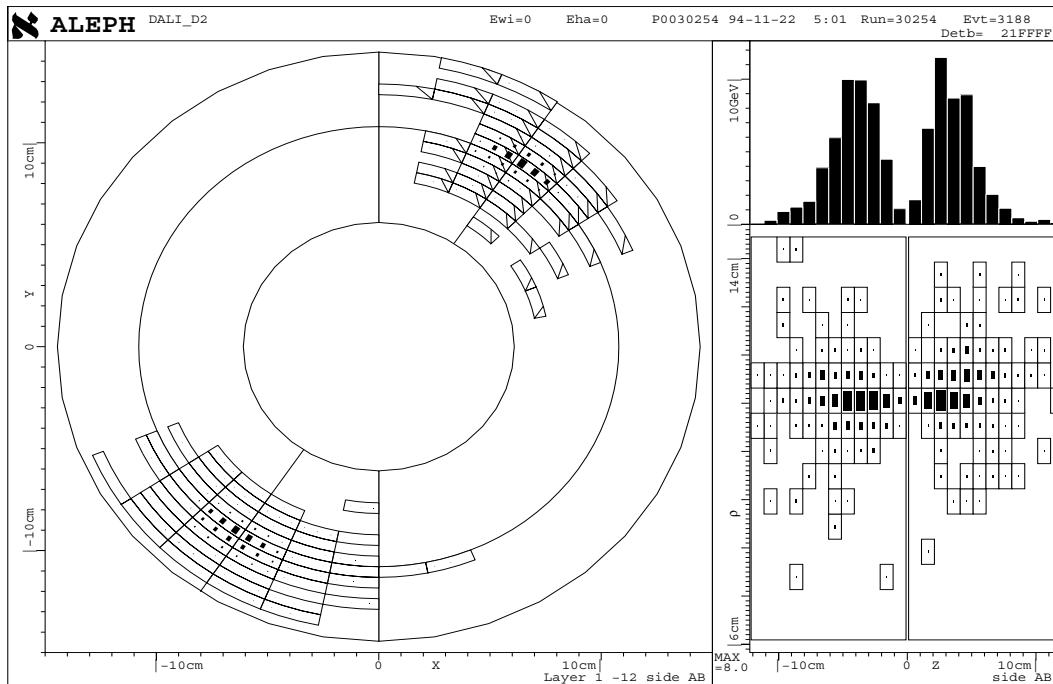 ALEPH DALI_D2 Ewi=0 Eha=0 P0030254 94-11-22 5:01 Run=30254 Evt=3188
Detb= 21FFFF
10cm|
Y
0
|-10cm
|-10cm 0 X 10cm|
Layer 1 -12 side AB
10GeV|
0
14cm|
ρ
|6cm
MAX
=8.0
|-10cm 0 Z 10cm|
side AB